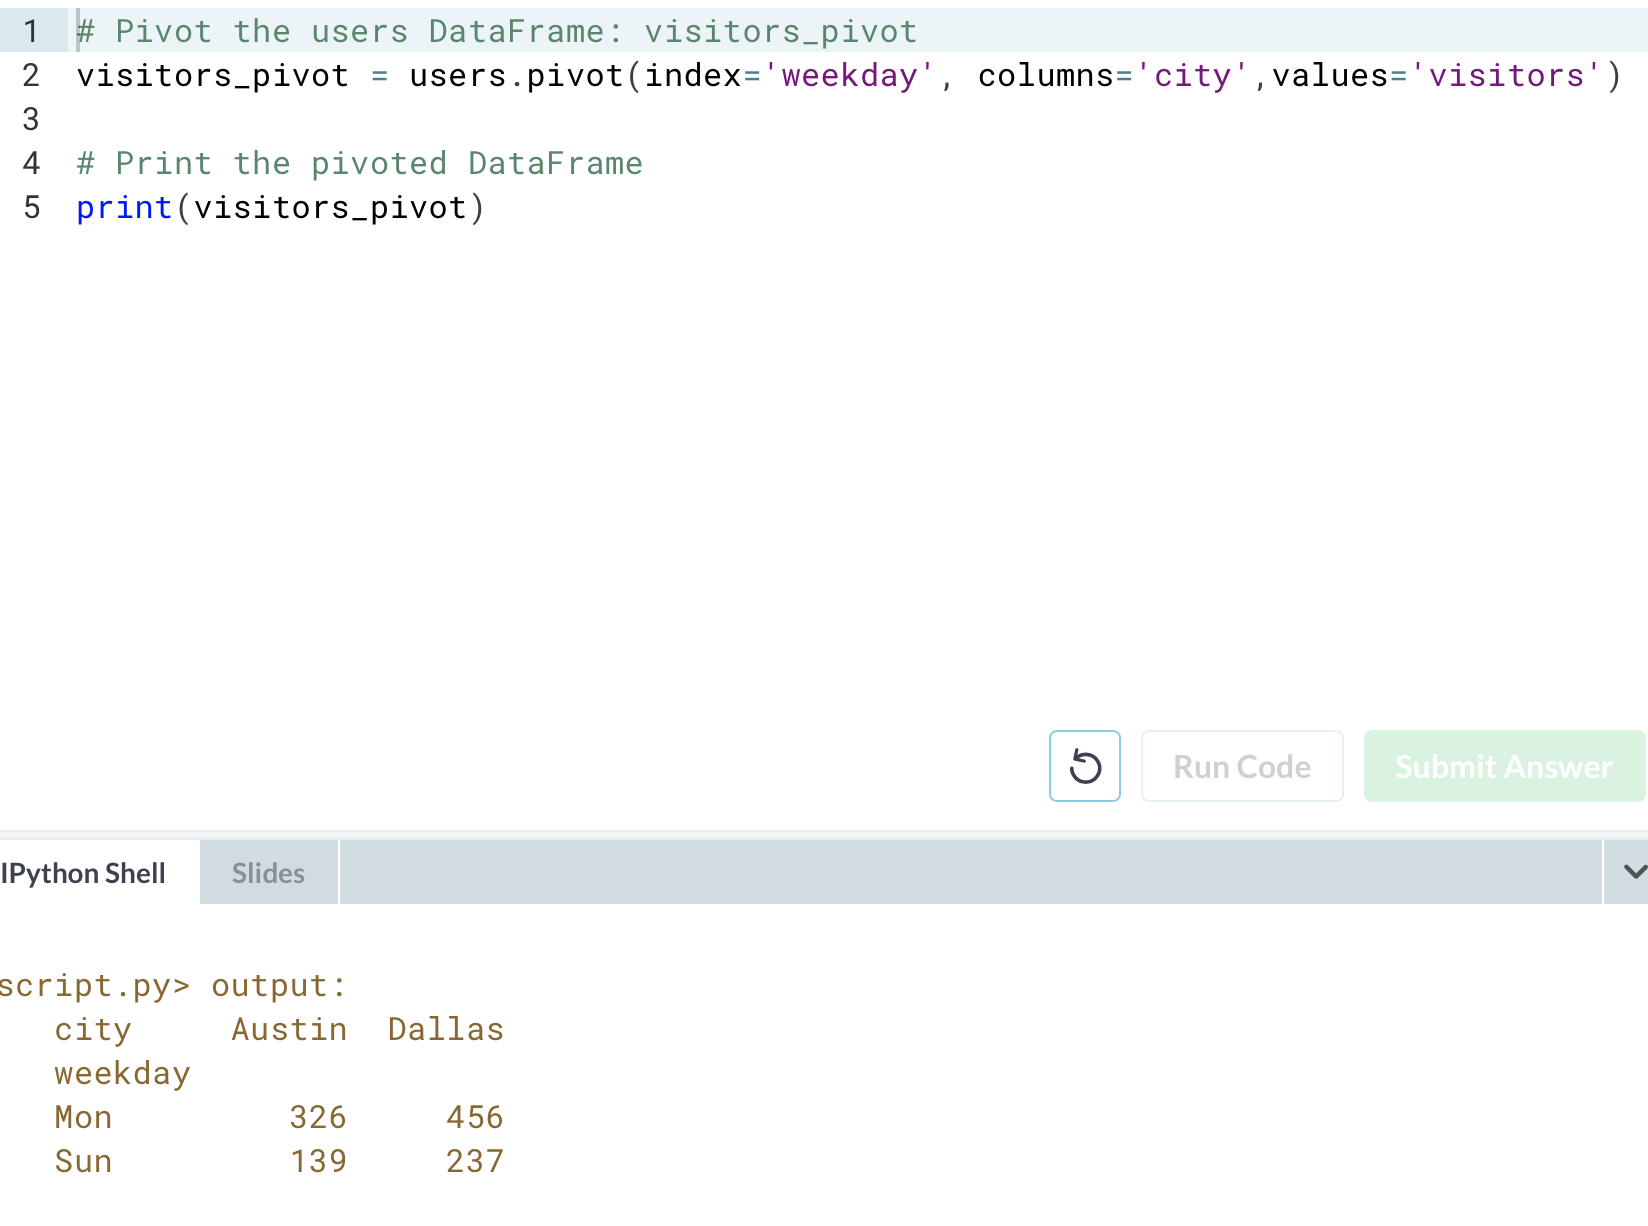 1 # Pivot the users DataFrame: visitors_pivot
2 visitors_pivot = users.pivot(index='weekday', columns='city',values='visitors')
3
4 # Print the pivoted DataFrame
5 print(visitors_pivot)
Run Code Submit Answer
IPython Shell Slides
script.py> output:
city Austin Dallas
weekday
Mon 326 456
Sun 139 237